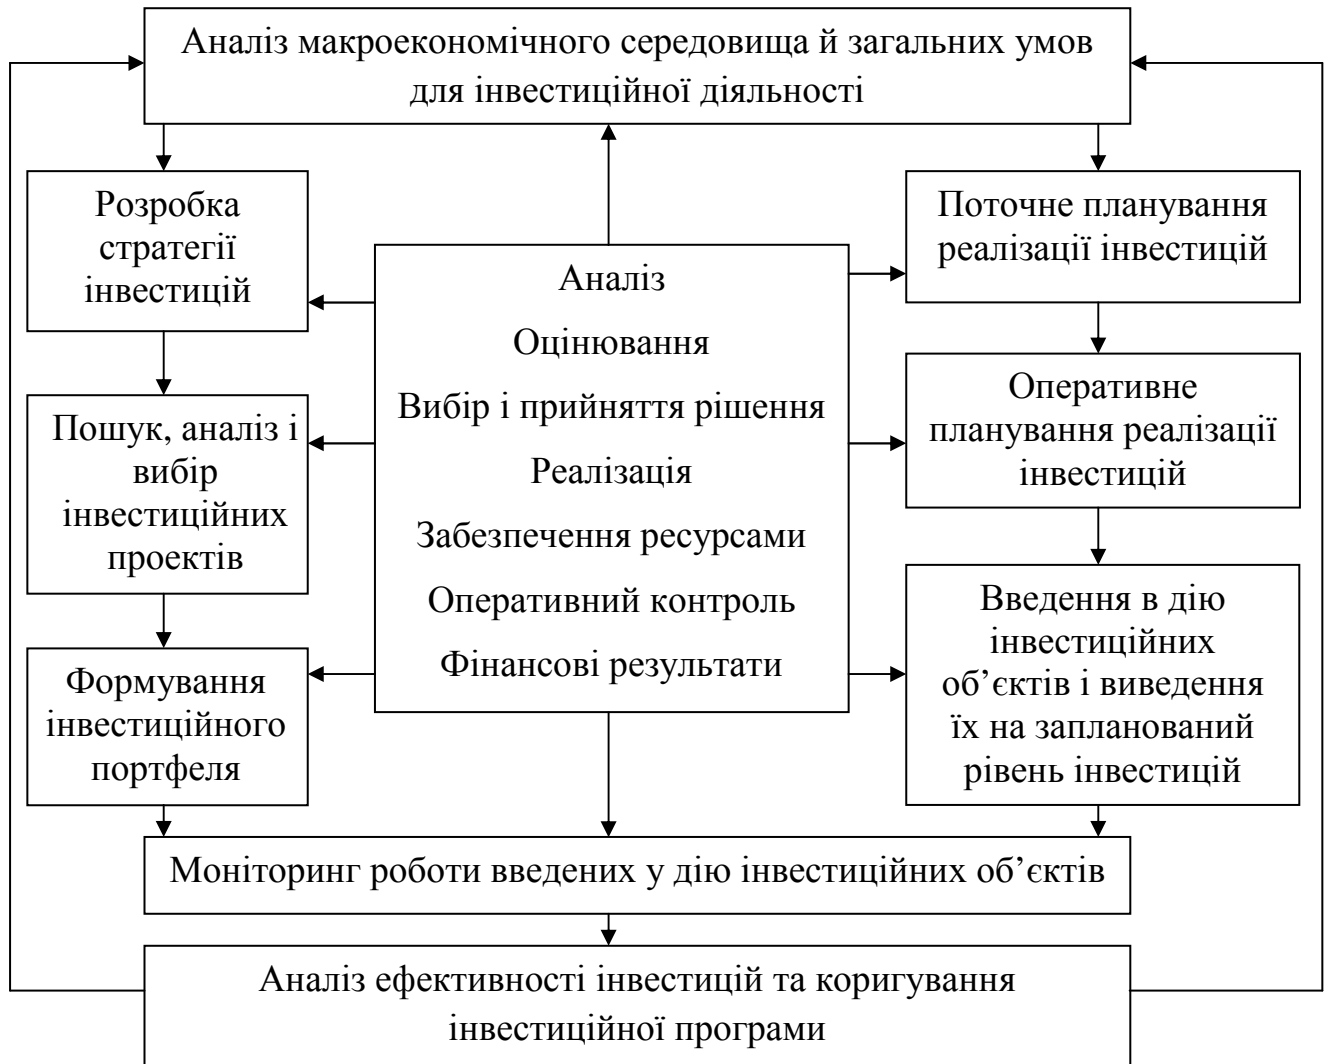 Аналіз макроекономічного середовища й загальних умов
для інвестиційної діяльності
Розробка
стратегії
інвестицій
Пошук, аналіз і
вибір
інвестиційних
проектів
Формування
інвестиційного
портфеля
Аналіз
Оцінювання
Вибір і прийняття рішення
Реалізація
Забезпечення ресурсами
Оперативний контроль
Фінансові результати
Поточне планування
реалізації інвестицій
Оперативне
планування реалізації
інвестицій
Введення в дію
інвестиційних
об’єктів і виведення
їх на запланований
рівень інвестицій
Моніторинг роботи введених у дію інвестиційних об’єктів
Аналіз ефективності інвестицій та коригування
інвестиційної програми